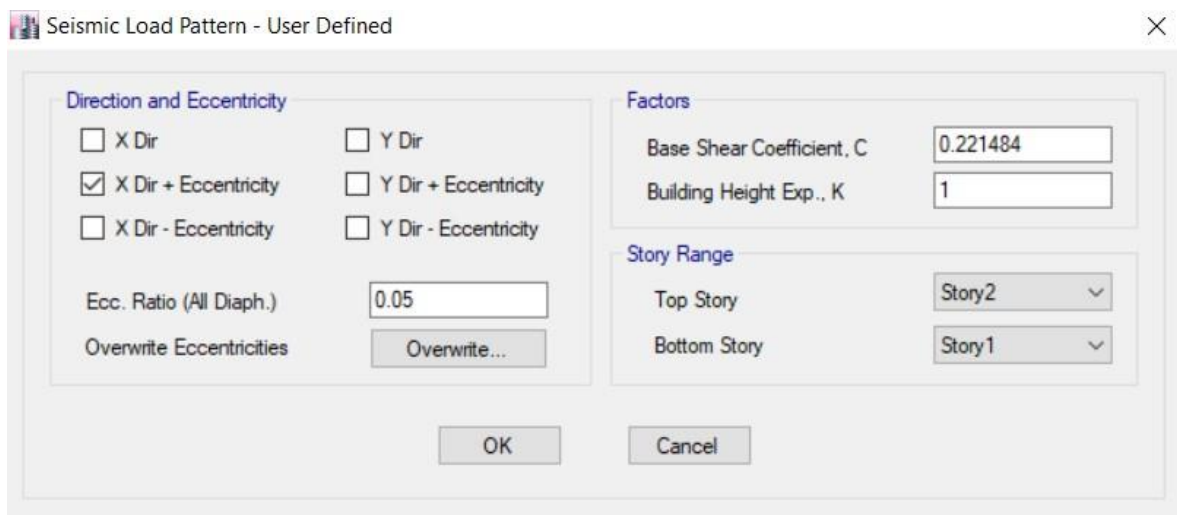 Seismic Load Pattern - User Defined
Direction and Eccentricity
X Dir
Y Dir
X Dir + Eccentricity
Y Dir + Eccentricity
X Dir - Eccentricity
Y Dir - Eccentricity
Ecc. Ratio (All Diaph.)
0.05
Overwrite Eccentricities
Overwrite...
Factors
Base Shear Coefficient, C
0.221484
Building Height Exp., K
1
Story Range
Top Story
Story2
Bottom Story
Story1
OK
Cancel